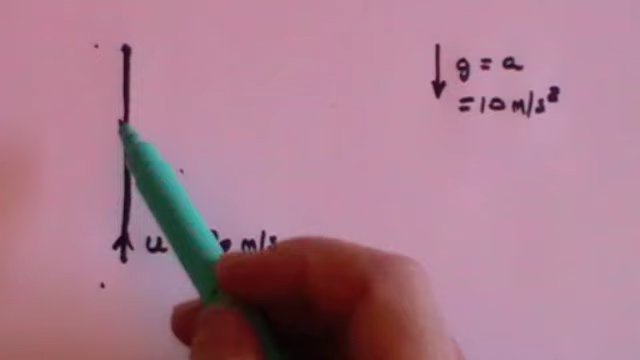 g = a
= 10 m/s²
u m/s